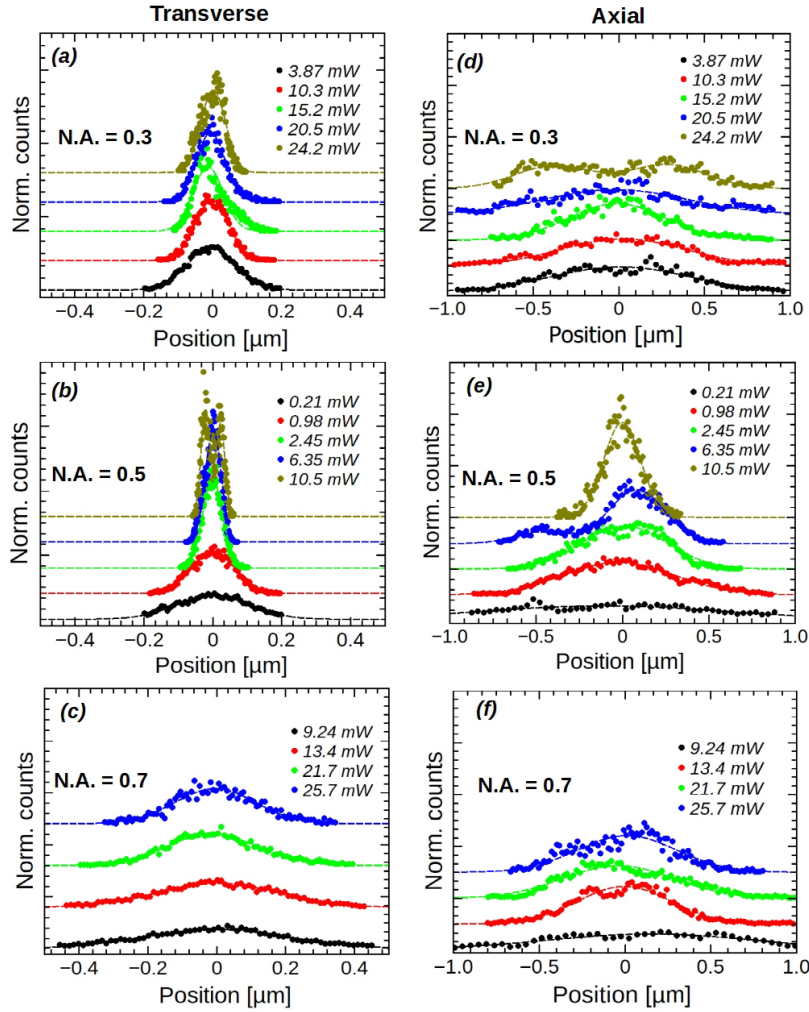 Transverse
Axial
(a)
N.A. = 0.3
3.87 mW
10.3 mW
15.2 mW
20.5 mW
24.2 mW
Norm. counts
−0.4 −0.2 0 0.2 0.4
Position [µm]
(d)
N.A. = 0.3
3.87 mW
10.3 mW
15.2 mW
20.5 mW
24.2 mW
Norm. counts
−1.0 −0.5 0 0.5 1.0
Position [µm]
(b)
N.A. = 0.5
0.21 mW
0.98 mW
2.45 mW
6.35 mW
10.5 mW
Norm. counts
−0.4 −0.2 0 0.2 0.4
Position [µm]
(e)
N.A. = 0.5
0.21 mW
0.98 mW
2.45 mW
6.35 mW
10.5 mW
Norm. counts
−1.0 −0.5 0 0.5 1.0
Position [µm]
(c)
N.A. = 0.7
9.24 mW
13.4 mW
21.7 mW
25.7 mW
Norm. counts
−0.4 −0.2 0 0.2 0.4
Position [µm]
(f)
N.A. = 0.7
9.24 mW
13.4 mW
21.7 mW
25.7 mW
Norm. counts
−1.0 −0.5 0 0.5 1.0
Position [µm]